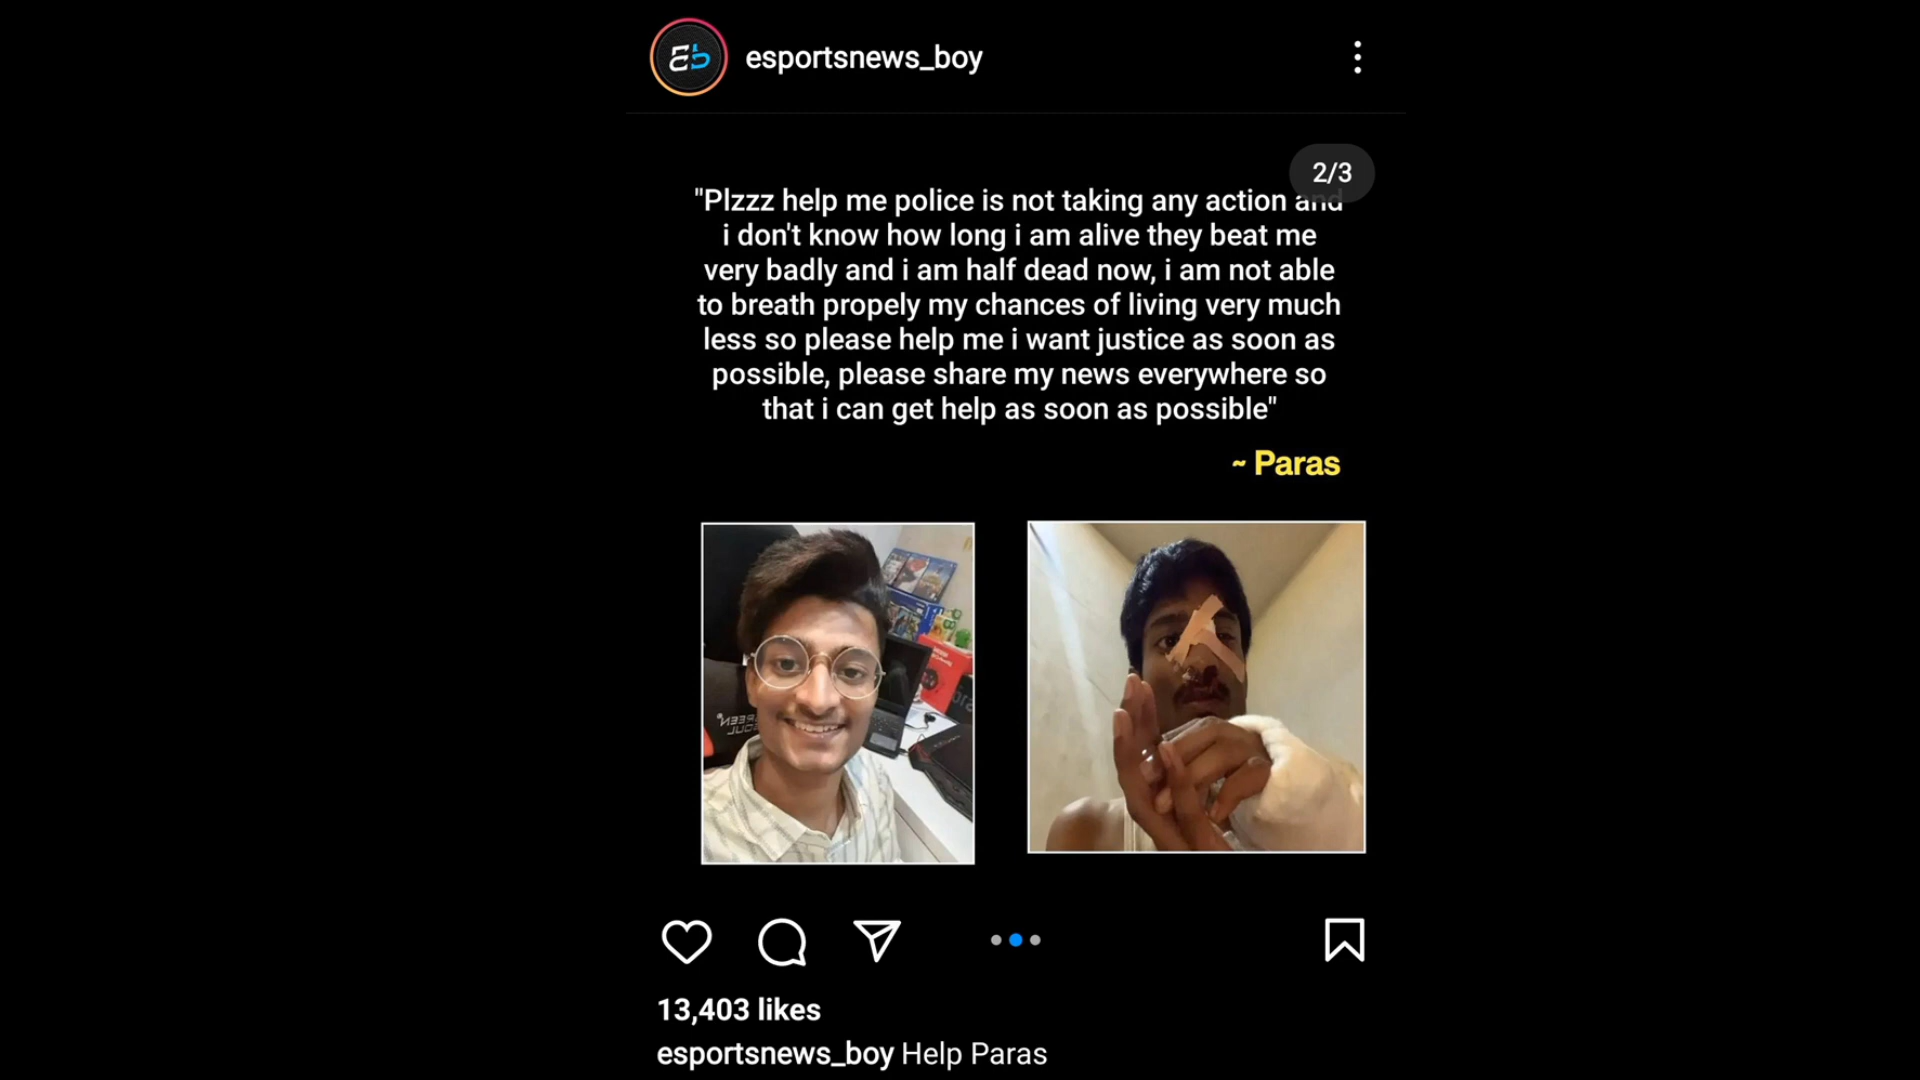 Eb
esportsnews_boy
2/3
"Plzzz help me police is not taking any action and
i don't know how long i am alive they beat me
very badly and i am half dead now, i am not able
to breath propely my chances of living very much
less so please help me i want justice as soon as
possible, please share my news everywhere so
that i can get help as soon as possible"
~ Paras
13,403 likes
esportsnews_boy Help Paras